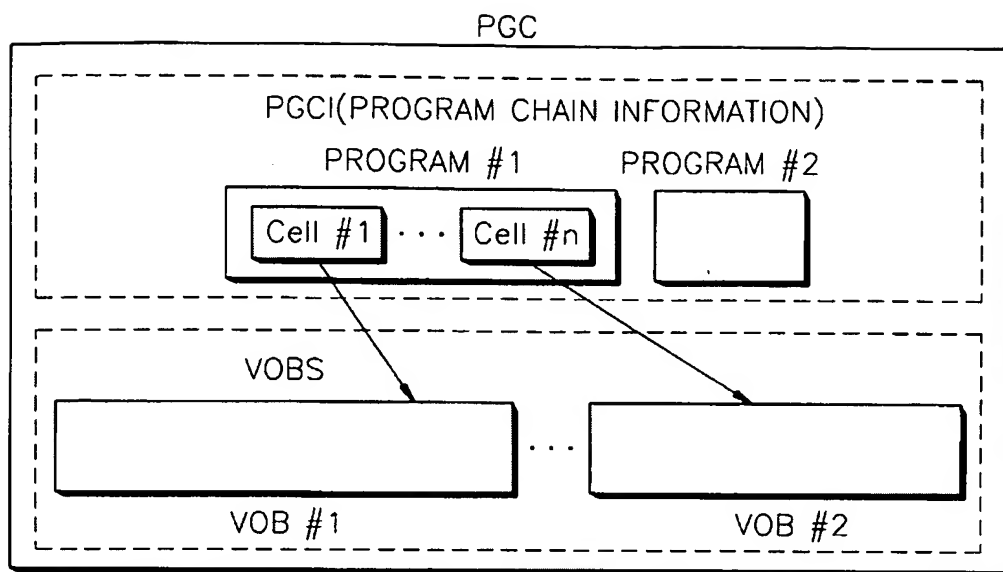 PGC
PGCI(PROGRAM CHAIN INFORMATION)
PROGRAM #1 PROGRAM #2
Cell #1 · · · Cell #n
VOBS
· · ·
VOB #1 VOB #2